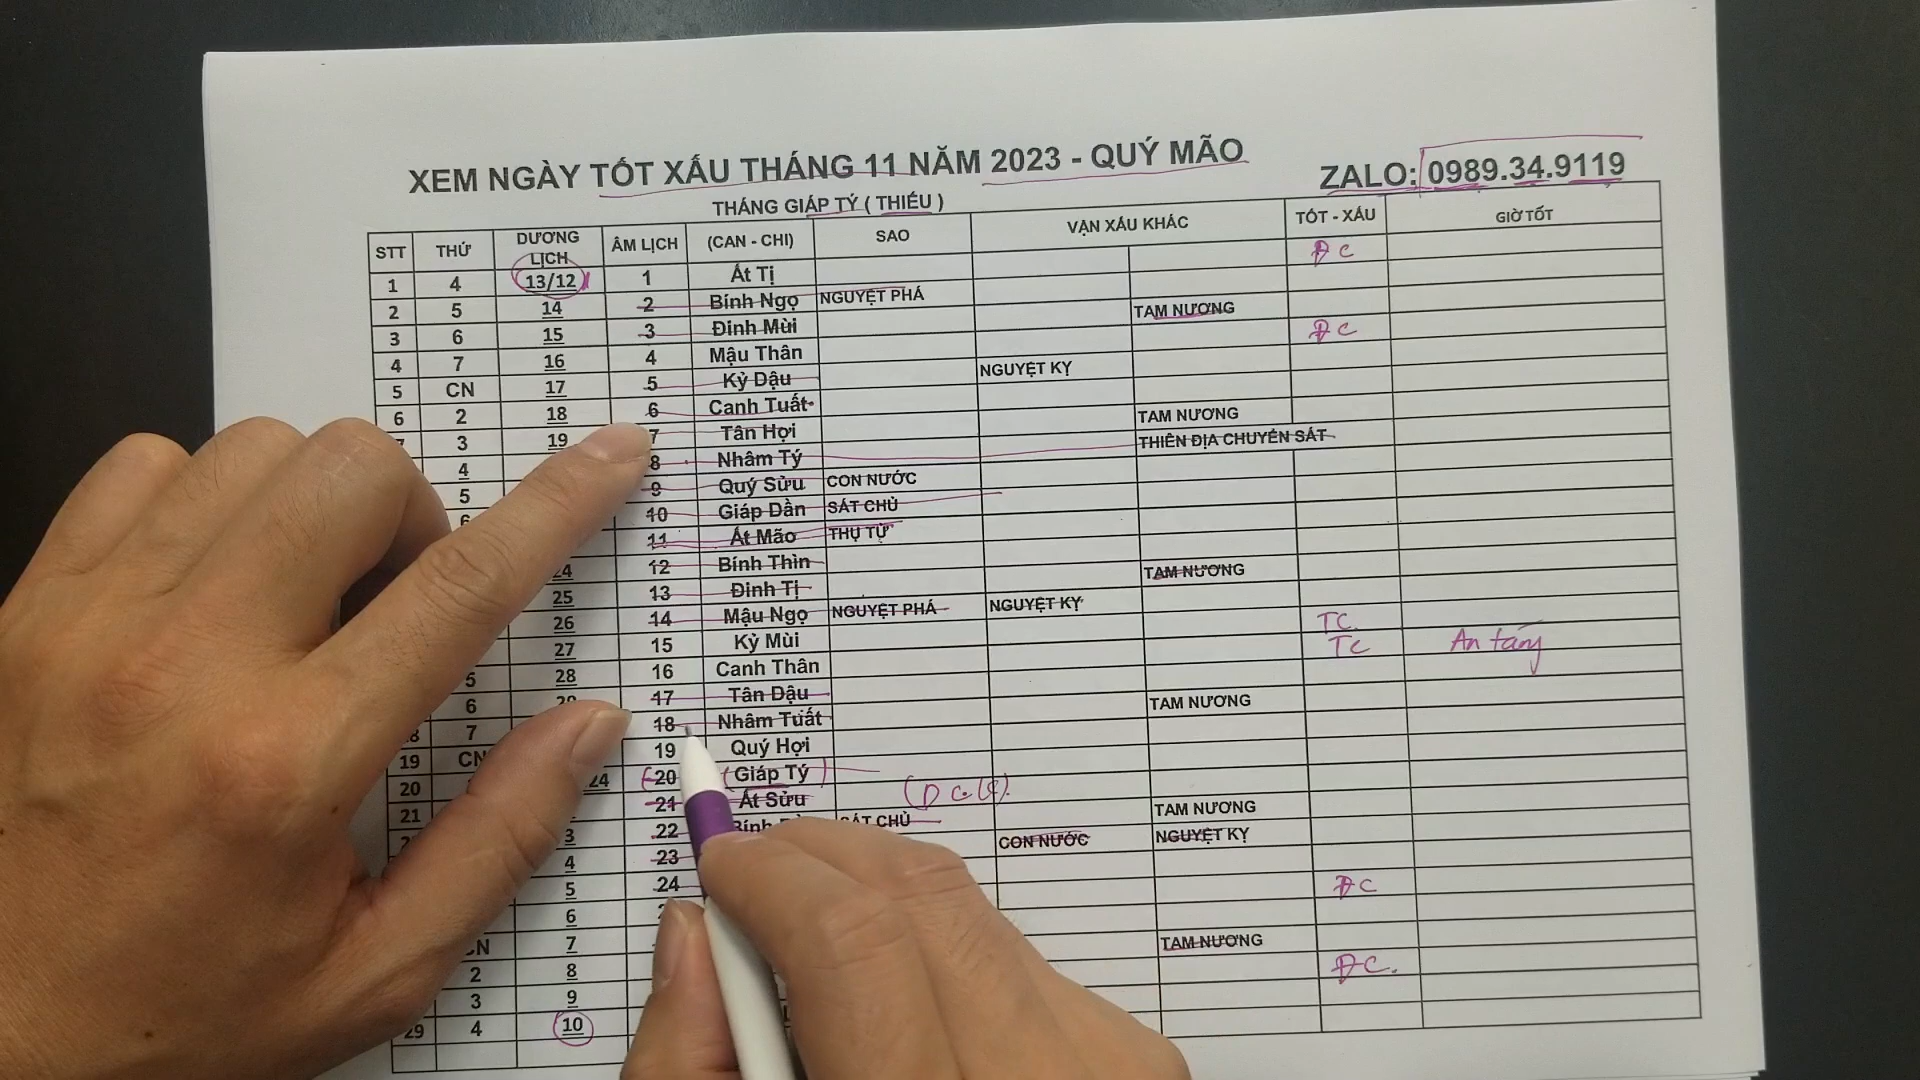 XEM NGÀY TỐT XẤU THÁNG 11 NĂM 2023 - QUÝ MÃO
ZALO: 0989.34.9119
THÁNG GIÁP TÝ ( THIẾU )
STT THỨ DƯƠNG LỊCH ÂM LỊCH (CAN - CHI) SAO VẬN XẤU KHÁC TỐT - XẤU GIỜ TỐT
1 4 13/12 1 Ất Tị ĐC
2 5 14 2 Bính Ngọ NGUYỆT PHÁ
3 6 15 3 Đinh Mùi TAM NƯƠNG
4 7 16 4 Mậu Thân ĐC
5 CN 17 5 Kỷ Dậu NGUYỆT KỴ
6 2 18 6 Canh Tuất
3 19 7 Tân Hợi TAM NƯƠNG
4 8 Nhâm Tý THIÊN ĐỊA CHUYỂN SÁT
5 9 Quý Sửu CON NƯỚC
6 10 Giáp Dần SÁT CHỦ
11 Ất Mão THỤ TỬ
24 12 Bính Thìn
25 13 Đinh Tị TAM NƯƠNG
26 14 Mậu Ngọ NGUYỆT PHÁ NGUYỆT KỴ
27 15 Kỷ Mùi TC
5 28 16 Canh Thân TC An táng
6 17 Tân Dậu
7 18 Nhâm Tuất TAM NƯƠNG
19 CN 19 Quý Hợi
20 24 20 (Giáp Tý)
21 21 Ất Sửu
3 22 SÁT CHỦ TAM NƯƠNG
4 23 CON NƯỚC NGUYỆT KỴ
5 24
6 ĐC
CN 7
2 8 TAM NƯƠNG
3 9 ĐC.
29 4 10